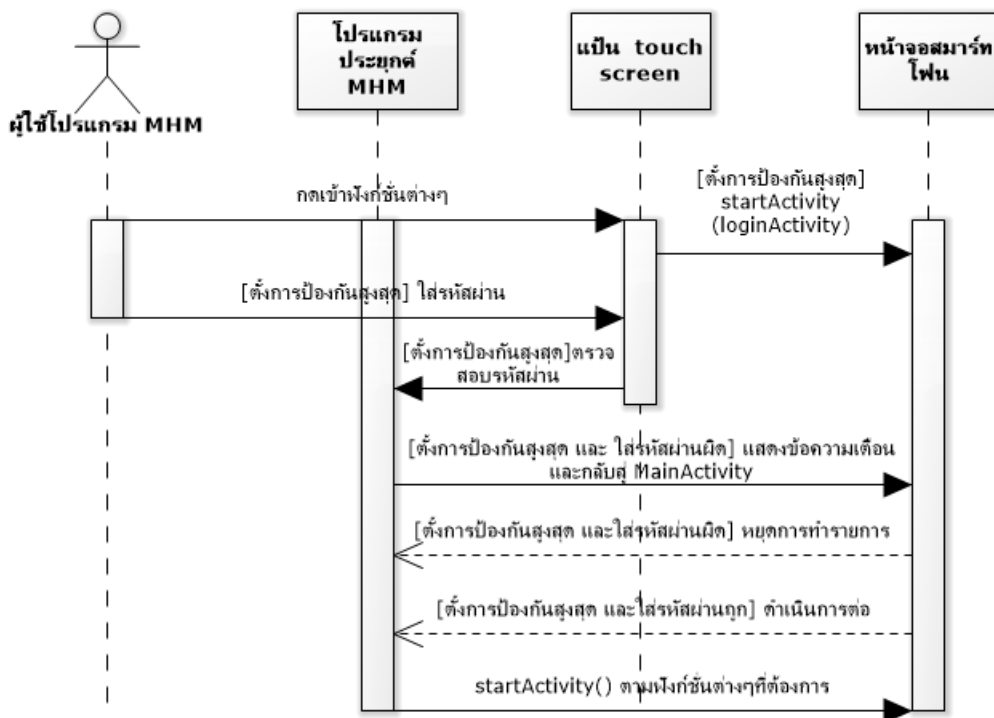 โปรแกรม
ประยุกต์
MHM
แป้น touch
screen
หน้าจอสมาร์ท
โฟน
ผู้ใช้โปรแกรม MHM
กดเข้าฟังก์ชั่นต่างๆ
[ตั้งการป้องกันสูงสุด]
startActivity
(loginActivity)
[ตั้งการป้องกันสูงสุด] ใส่รหัสผ่าน
[ตั้งการป้องกันสูงสุด]ตรวจ
สอบรหัสผ่าน
[ตั้งการป้องกันสูงสุด และ ใส่รหัสผ่านผิด] แสดงข้อความเตือน
และกลับสู่ MainActivity
[ตั้งการป้องกันสูงสุด และใส่รหัสผ่านผิด] หยุดการทำรายการ
[ตั้งการป้องกันสูงสุด และใส่รหัสผ่านถูก] ดำเนินการต่อ
startActivity() ตามฟังก์ชั่นต่างๆที่ต้องการ